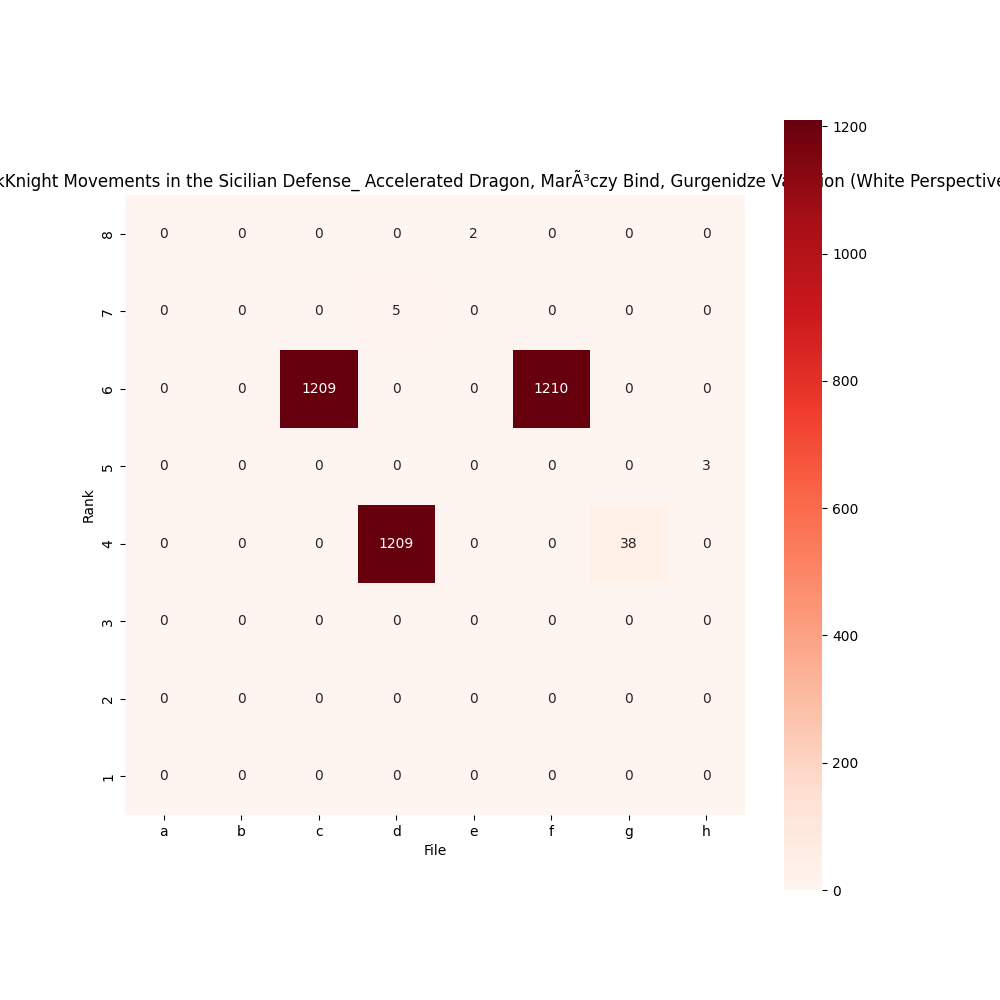 1200
Knight Movements in the Sicilian Defense_ Accelerated Dragon, MarÃ³czy Bind, Gurgenidze (White Perspective
8 0 0 0 0 2 0 0 0
1000
7 0 0 0 5 0 0 0 0
800
6 0 0 1209 0 0 1210 0 0
5 0 0 0 0 0 0 0 3
Rank
600
4 0 0 0 1209 0 0 38 0
400
3 0 0 0 0 0 0 0 0
2 0 0 0 0 0 0 0 0
200
1 0 0 0 0 0 0 0 0
a b c d e f g h
File
0